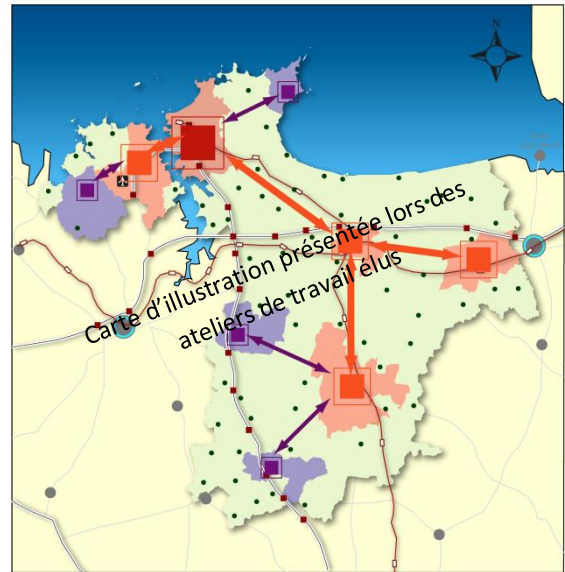 N
Carte d'illustration présentée lors des
ateliers de travail élus